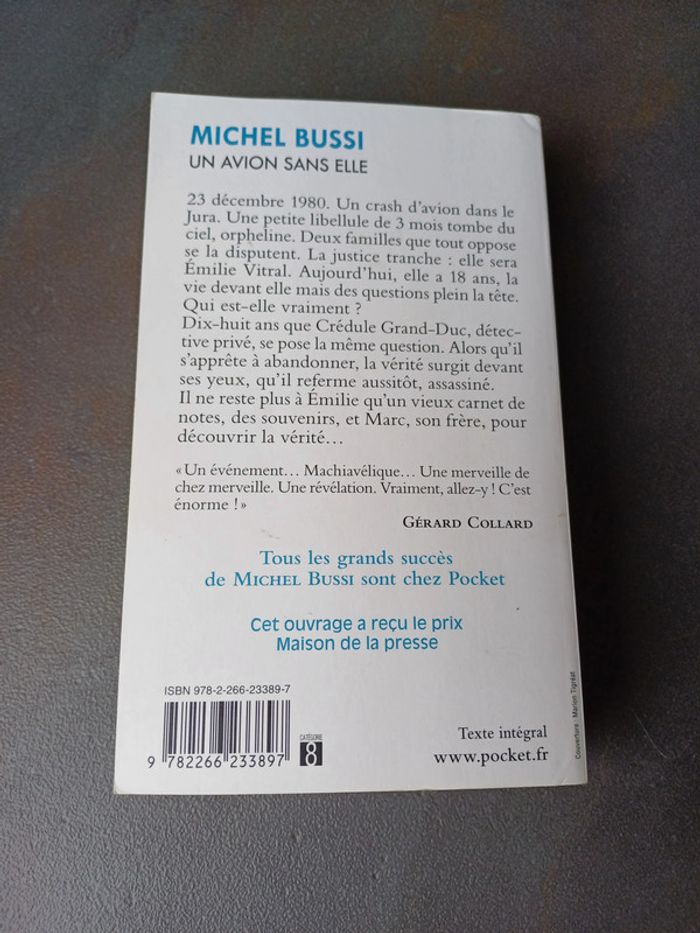 MICHEL BUSSI
UN AVION SANS ELLE
23 décembre 1980. Un crash d'avion dans le
Jura. Une petite libellule de 3 mois tombe du
ciel, orpheline. Deux familles que tout oppose
se la disputent. La justice tranche : elle sera
Émilie Vitral. Aujourd'hui, elle a 18 ans, la
vie devant elle mais des questions plein la tête.
Qui est-elle vraiment ?
Dix-huit ans que Crédule Grand-Duc, détec-
tive privé, se pose la même question. Alors qu'il
s'apprête à abandonner, la vérité surgit devant
ses yeux, qu'il referme aussitôt, assassiné.
Il ne reste plus à Émilie qu'un vieux carnet de
notes, des souvenirs, et Marc, son frère, pour
découvrir la vérité…
« Un événement… Machiavélique… Une merveille de
chez merveille. Une révélation. Vraiment, allez-y ! C'est
énorme ! »
GÉRARD COLLARD
Tous les grands succès
de MICHEL BUSSI sont chez Pocket
Cet ouvrage a reçu le prix
Maison de la presse
ISBN 978-2-266-23389-7
9 782266 233897
CATÉGORIE
8
Texte intégral
www.pocket.fr
Couverture : Marion Tigréat